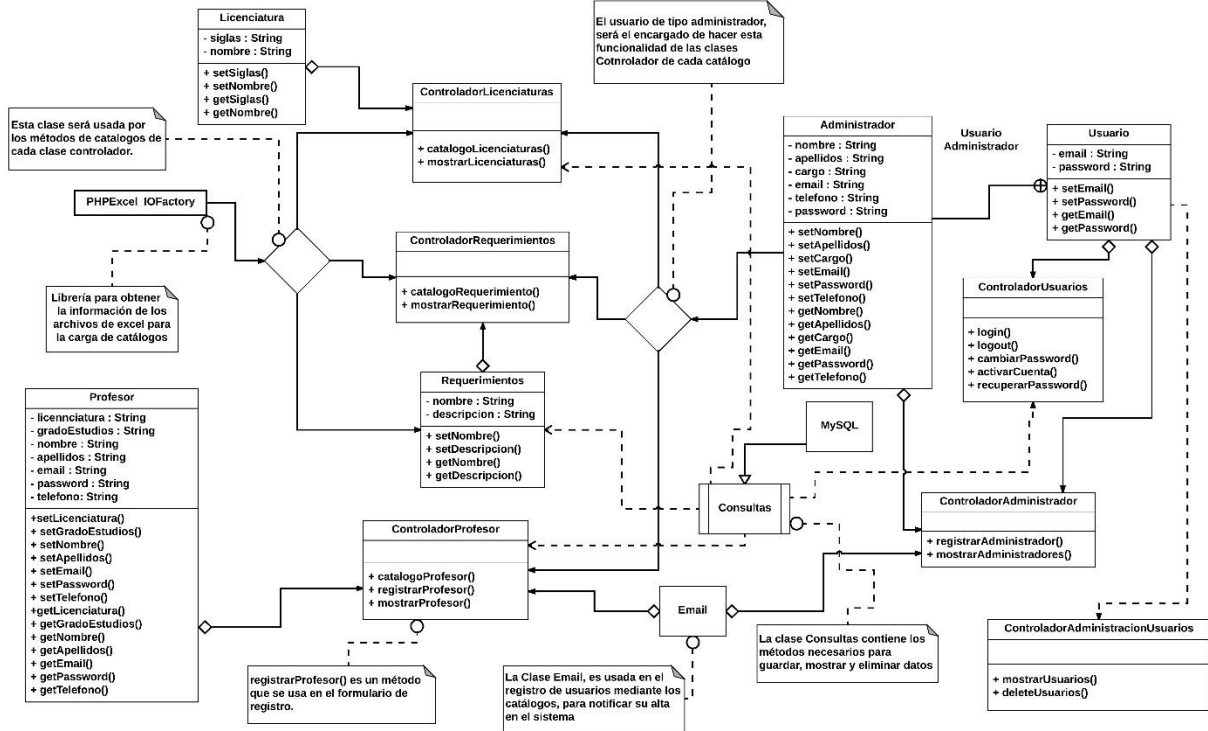 Licenciatura
- siglas : String
- nombre : String
+ setSiglas()
+ setNombre()
+ getSiglas()
+ getNombre()
El usuario de tipo administrador,
será el encargado de hacer esta
funcionalidad de las clases
Cotnrolador de cada catálogo
Esta clase será usada por
los métodos de catalogos de
cada clase controlador.
ControladorLicenciaturas
+ catalogoLicenciaturas()
+ mostrarLicenciaturas()
Administrador
- nombre : String
- apellidos : String
- cargo : String
- email : String
- telefono : String
- password : String
+ setNombre()
+ setApellidos()
+ setCargo()
+ setEmail()
+ setPassword()
+ setTelefono()
+ getNombre()
+ getApellidos()
+ getCargo()
+ getEmail()
+ getPassword()
+ getTelefono()
Usuario
Administrador
Usuario
- email : String
- password : String
+ setEmail()
+ setPassword()
+ getEmail()
+ getPassword()
PHPExcel_IOFactory
ControladorRequerimientos
+ catalogoRequerimiento()
+ mostrarRequerimiento()
ControladorUsuarios
+ login()
+ logout()
+ cambiarPassword()
+ activarCuenta()
+ recuperarPassword()
Librería para obtener
la información de los
archivos de excel para
la carga de catálogos
Requerimientos
- nombre : String
- descripcion : String
+ setNombre()
+ setDescripcion()
+ getNombre()
+ getDescripcion()
Profesor
- licennciatura : String
- gradoEstudios : String
- nombre : String
- apellidos : String
- email : String
- password : String
- telefono: String
+setLicenciatura()
+ setGradoEstudios()
+ setNombre()
+ setApellidos()
+ setEmail()
+ setPassword()
+ setTelefono()
+getLicenciatura()
+ getGradoEstudios()
+ getNombre()
+ getApellidos()
+ getEmail()
+ getPassword()
+ getTelefono()
MySQL
Consultas
ControladorAdministrador
+ registrarAdministrador()
+ mostrarAdministradores()
ControladorProfesor
+ catalogoProfesor()
+ registrarProfesor()
+ mostrarProfesor()
Email
La clase Consultas contiene los
métodos necesarios para
guardar, mostrar y eliminar datos
ControladorAdministracionUsuarios
+ mostrarUsuarios()
+ deleteUsuarios()
registrarProfesor() es un método
que se usa en el formulario de
registro.
La Clase Email, es usada en el
registro de usuarios mediante los
catálogos, para notificar su alta
en el sistema